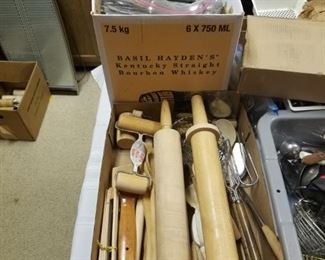 7.5 kg 6 X 750 ML
BASIL HAYDEN'S
Kentucky Straight
Bourbon Whiskey